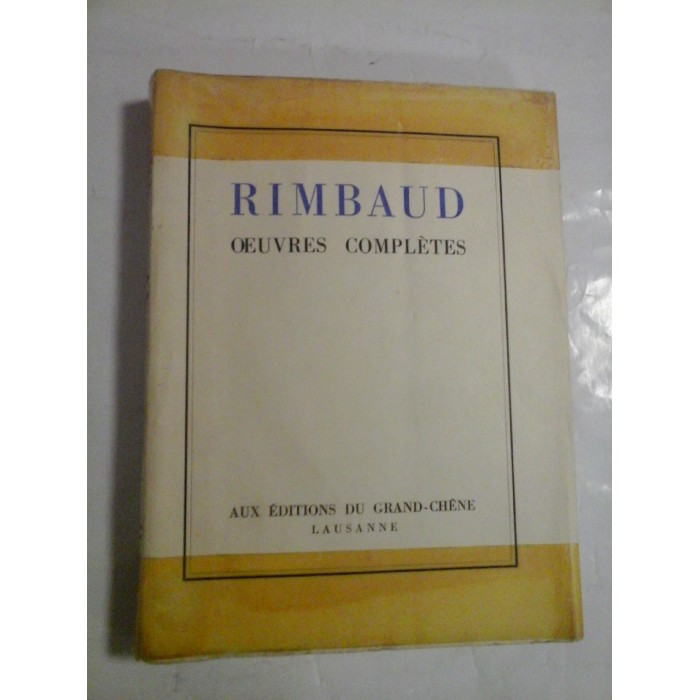 RIMBAUD
ŒUVRES COMPLÈTES
AUX ÉDITIONS DU GRAND-CHÊNE
LAUSANNE